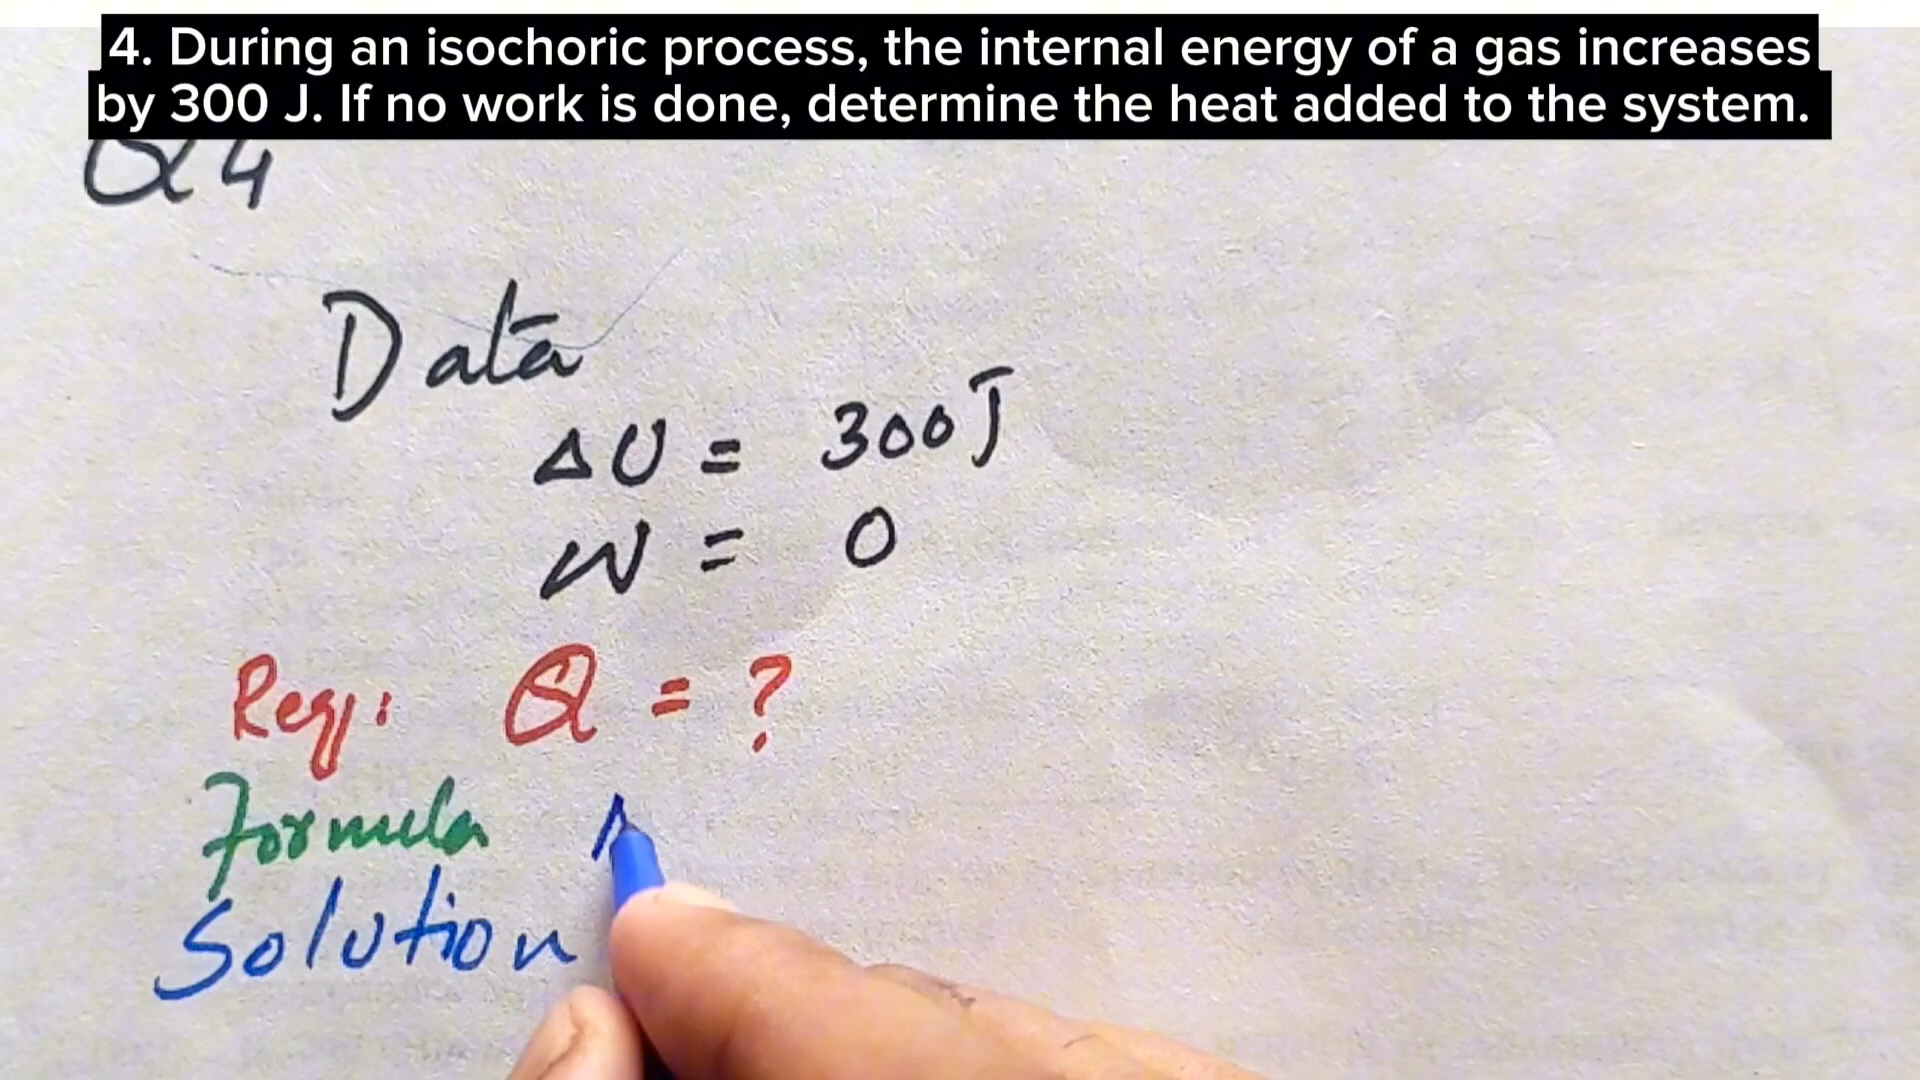 4. During an isochoric process, the internal energy of a gas increases
by 300 J. If no work is done, determine the heat added to the system.
Q4
Data
ΔU = 300J
W = 0
Req: Q = ?
Formula
Solution